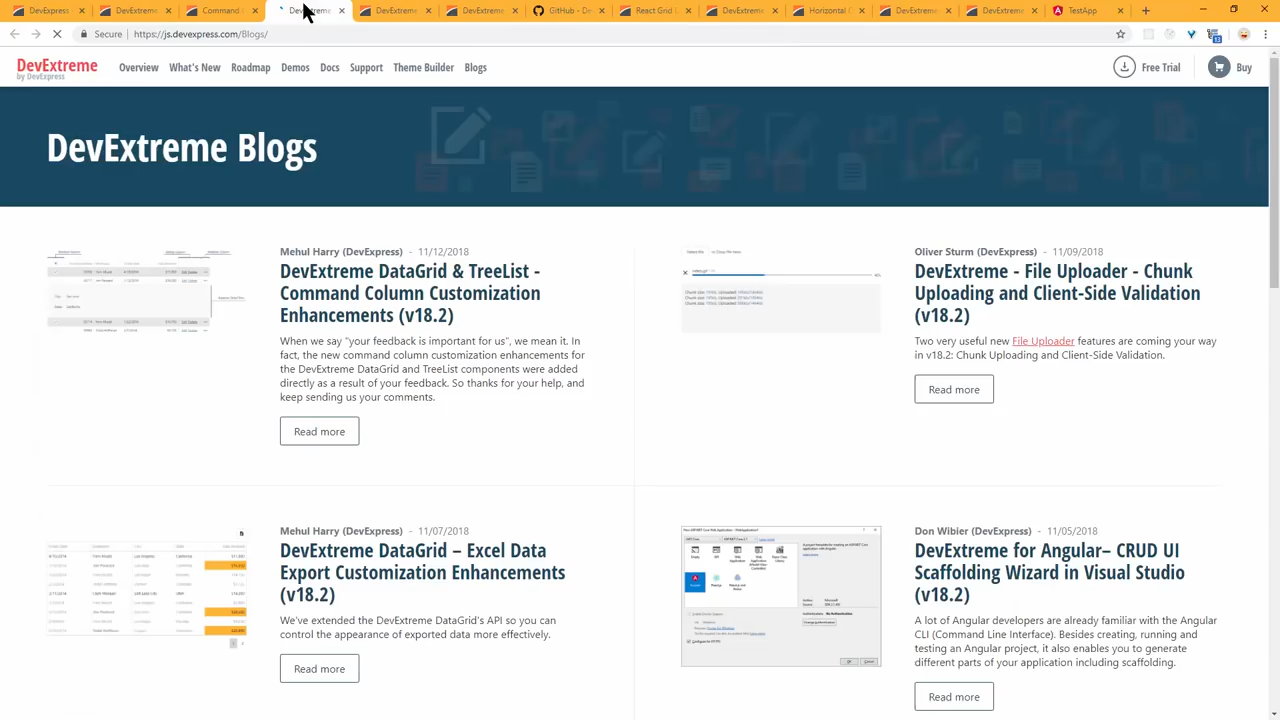 DevExpress
DevExtreme
Command
DevExtreme
DevExtreme
DevExtreme
GitHub - De
React Grid
DevExtreme
Horizontal
DevExtreme
DevExtreme
TestApp
Secure
https://js.devexpress.com/Blogs/
13
DevExtreme
by DevExpress
Overview
What's New
Roadmap
Demos
Docs
Support
Theme Builder
Blogs
Free Trial
Buy
DevExtreme Blogs
Mehul Harry (DevExpress) - 11/12/2018
DevExtreme DataGrid & TreeList -
Command Column Customization
Enhancements (v18.2)
When we say “your feedback is important for us”, we mean it. In
fact, the new command column customization enhancements for
the DevExtreme DataGrid and TreeList components were added
directly as a result of your feedback. So thanks for your help, and
keep sending us your comments.
Read more
Oliver Sturm (DevExpress) - 11/09/2018
DevExtreme - File Uploader - Chunk
Uploading and Client-Side Validation
(v18.2)
Two very useful new File Uploader features are coming your way
in v18.2: Chunk Uploading and Client-Side Validation.
Read more
Mehul Harry (DevExpress) - 11/07/2018
DevExtreme DataGrid – Excel Data
Export Customization Enhancements
(v18.2)
We've extended the DevExtreme DataGrid's API so you can
control the appearance of exported data more effectively.
Read more
Don Wibier (DevExpress) - 11/05/2018
DevExtreme for Angular– CRUD UI
Scaffolding Wizard in Visual Studio
(v18.2)
A lot of Angular developers are already familiar with the Angular
CLI (Command Line Interface). Besides creating, running and
testing an Angular project, it also enables you to generate
different parts of your application including scaffolding.
Read more